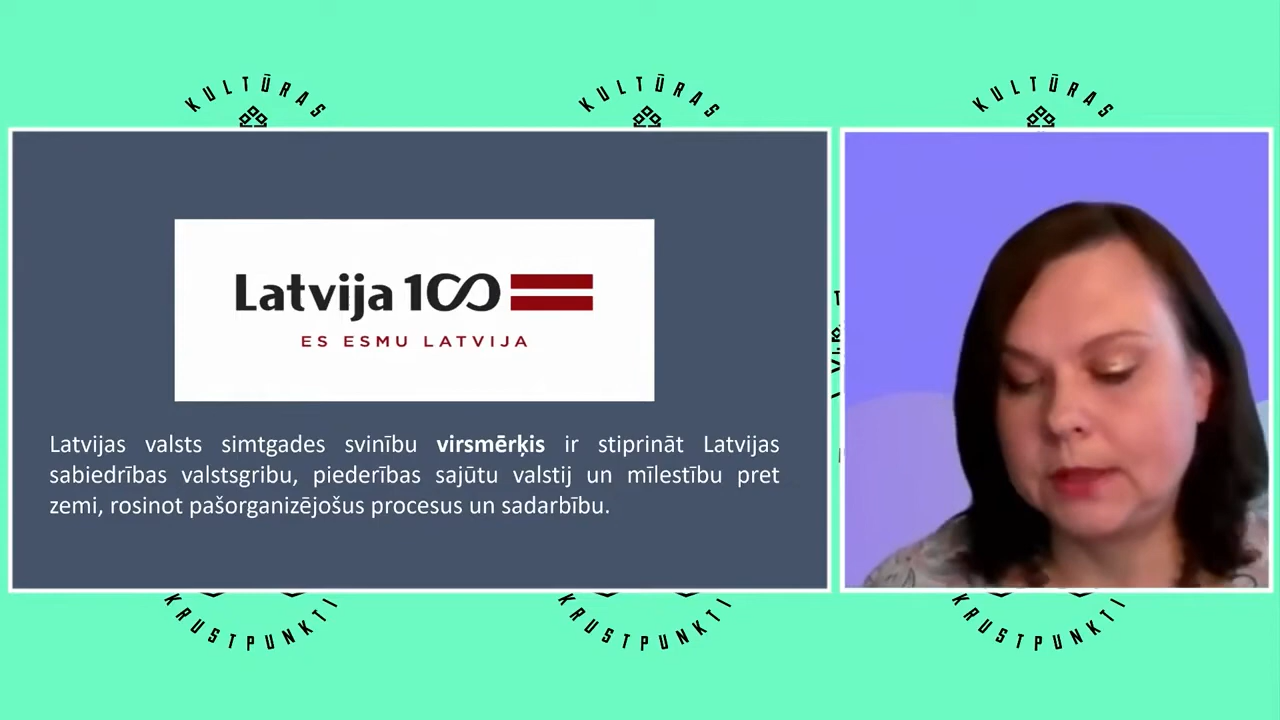 KULTŪRAS
KULTŪRAS
KULTŪRAS
Latvija 100
ES ESMU LATVIJA
Latvijas valsts simtgades svinību virsmērķis ir stiprināt Latvijas
sabiedrības valstsgribu, piederības sajūtu valstij un mīlestību pret
zemi, rosinot pašorganizējošus procesus un sadarbību.
KRUSTPUNKTI
KRUSTPUNKTI
KRUSTPUNKTI